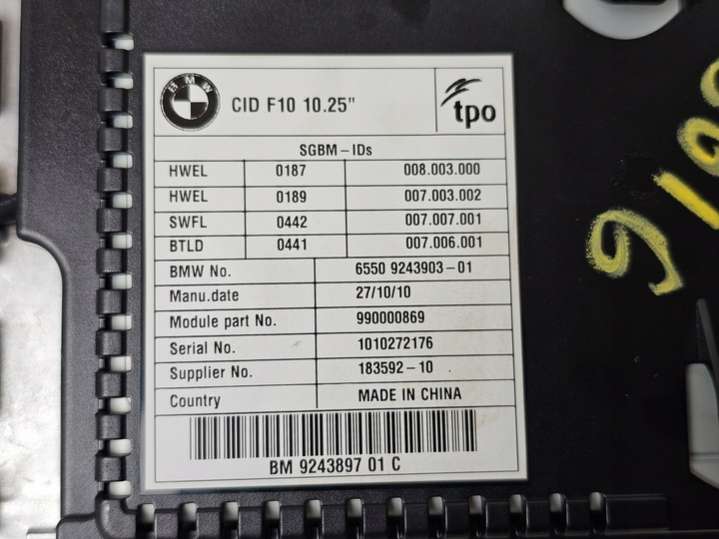 BMW
CID F10 10.25"
tpo
SGBM-IDs
HWEL 0187 008.003.000
HWEL 0189 007.003.002
SWFL 0442 007.007.001
BTLD 0441 007.006.001
BMW No. 6550 9243903-01
Manu.date 27/10/10
Module part No. 990000869
Serial No. 1010272176
Supplier No. 183592-10
Country MADE IN CHINA
BM 9243897 01 C